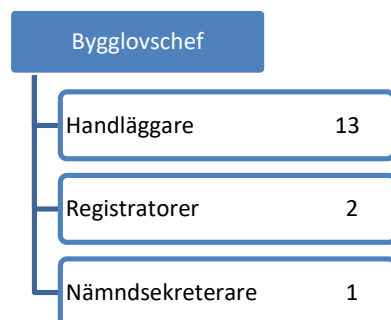 Bygglovschef
Handläggare 13
Registratorer 2
Nämndsekreterare 1